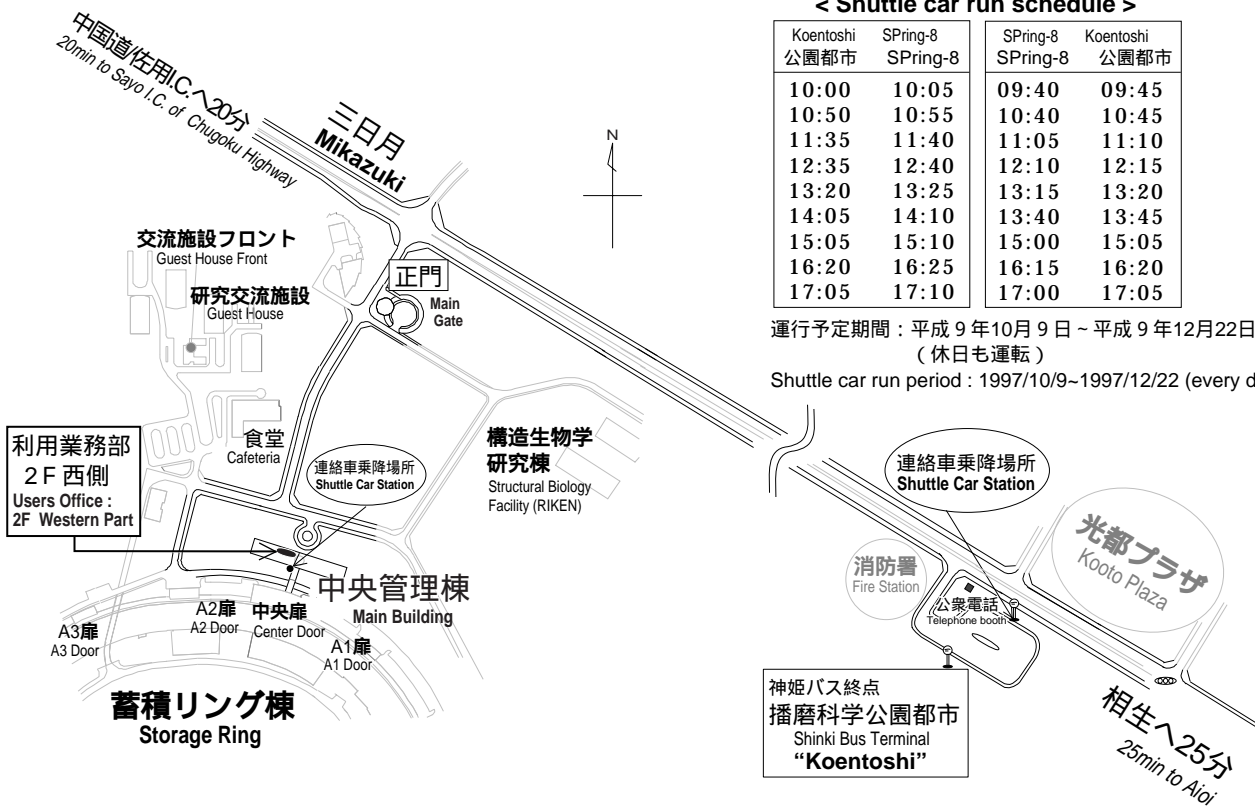 < Shuttle car run schedule >
Koentoshi SPring-8 SPring-8 Koentoshi
公園都市 SPring-8 SPring-8 公園都市
10:00 10:05 09:40 09:45
10:50 10:55 10:40 10:45
11:35 11:40 11:05 11:10
12:35 12:40 12:10 12:15
13:20 13:25 13:15 13:20
14:05 14:10 13:40 13:45
15:05 15:10 15:00 15:05
16:20 16:25 16:15 16:20
17:05 17:10 17:00 17:05
運行予定期間：平成９年10月９日～平成９年12月22日
（休日も運転）
Shuttle car run period : 1997/10/9~1997/12/22 (every d
中国道/佐用I.C.へ20分
20min to Sayo I.C. of Chugoku Highway
三日月
Mikazuki
N
交流施設フロント
Guest House Front
研究交流施設
Guest House
正門
Main
Gate
食堂
Cafeteria
連絡車乗降場所
Shuttle Car Station
構造生物学
研究棟
Structural Biology
Facility (RIKEN)
利用業務部
２F 西側
Users Office :
2F Western Part
中央管理棟
Main Building
A3扉
A3 Door
A2扉
A2 Door
中央扉
Center Door
A1扉
A1 Door
蓄積リング棟
Storage Ring
連絡車乗降場所
Shuttle Car Station
消防署
Fire Station
光都プラザ
Kooto Plaza
公衆電話
Telephone booth
神姫バス終点
播磨科学公園都市
Shinki Bus Terminal
“Koentoshi”
相生へ25分
25min to Aioi